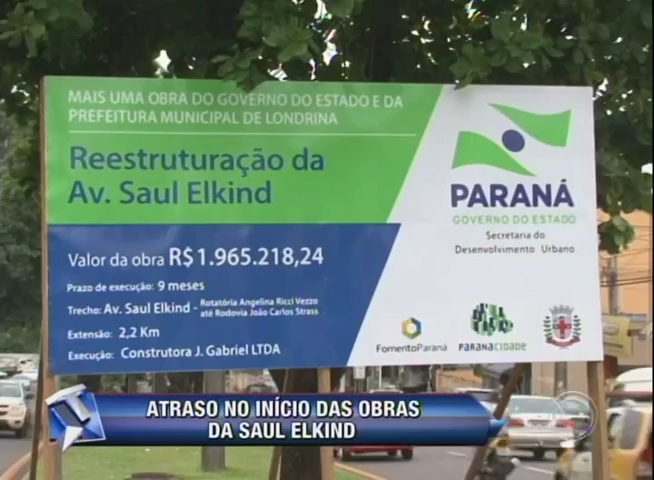 MAIS UMA OBRA DO GOVERNO DO ESTADO E DA
PREFEITURA MUNICIPAL DE LONDRINA
Reestruturação da
Av. Saul Elkind
Valor da obra R$1.965.218,24
Prazo de execução: 9 meses
Trecho: Av. Saul Elkind - Rotatória Angelina Ricci Vezzo
até Rodovia João Carlos Strass
Extensão: 2,2 Km
Execução: Construtora J. Gabriel LTDA
PARANÁ
GOVERNO DO ESTADO
Secretaria do
Desenvolvimento Urbano
FomentoParaná
PARANACIDADE
ATRASO NO INÍCIO DAS OBRAS
DA SAUL ELKIND